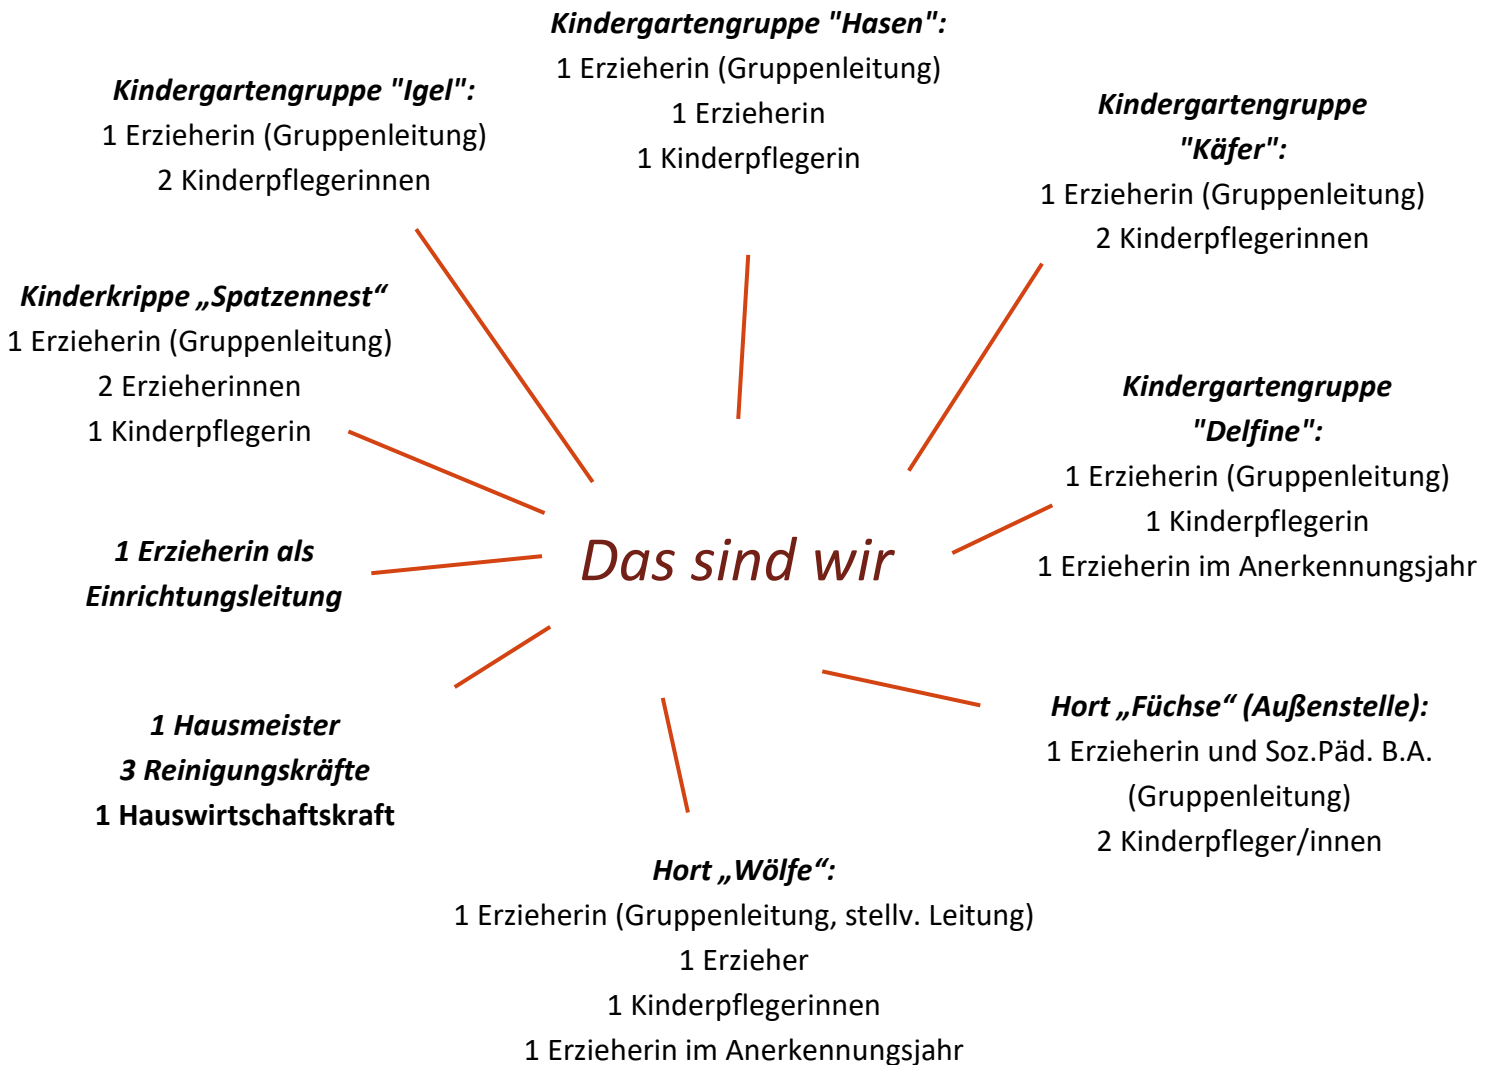 Kindergartengruppe "Hasen":
1 Erzieherin (Gruppenleitung)
1 Erzieherin
1 Kinderpflegerin
Kindergartengruppe "Igel":
1 Erzieherin (Gruppenleitung)
2 Kinderpflegerinnen
Kindergartengruppe
"Käfer":
1 Erzieherin (Gruppenleitung)
2 Kinderpflegerinnen
Kinderkrippe „Spatzennest“
1 Erzieherin (Gruppenleitung)
2 Erzieherinnen
1 Kinderpflegerin
Kindergartengruppe
"Delfine":
1 Erzieherin (Gruppenleitung)
1 Kinderpflegerin
1 Erzieherin im Anerkennungsjahr
1 Erzieherin als
Einrichtungsleitung
Das sind wir
1 Hausmeister
3 Reinigungskräfte
1 Hauswirtschaftskraft
Hort „Füchse“ (Außenstelle):
1 Erzieherin und Soz.Päd. B.A.
(Gruppenleitung)
2 Kinderpfleger/innen
Hort „Wölfe“:
1 Erzieherin (Gruppenleitung, stellv. Leitung)
1 Erzieher
1 Kinderpflegerinnen
1 Erzieherin im Anerkennungsjahr